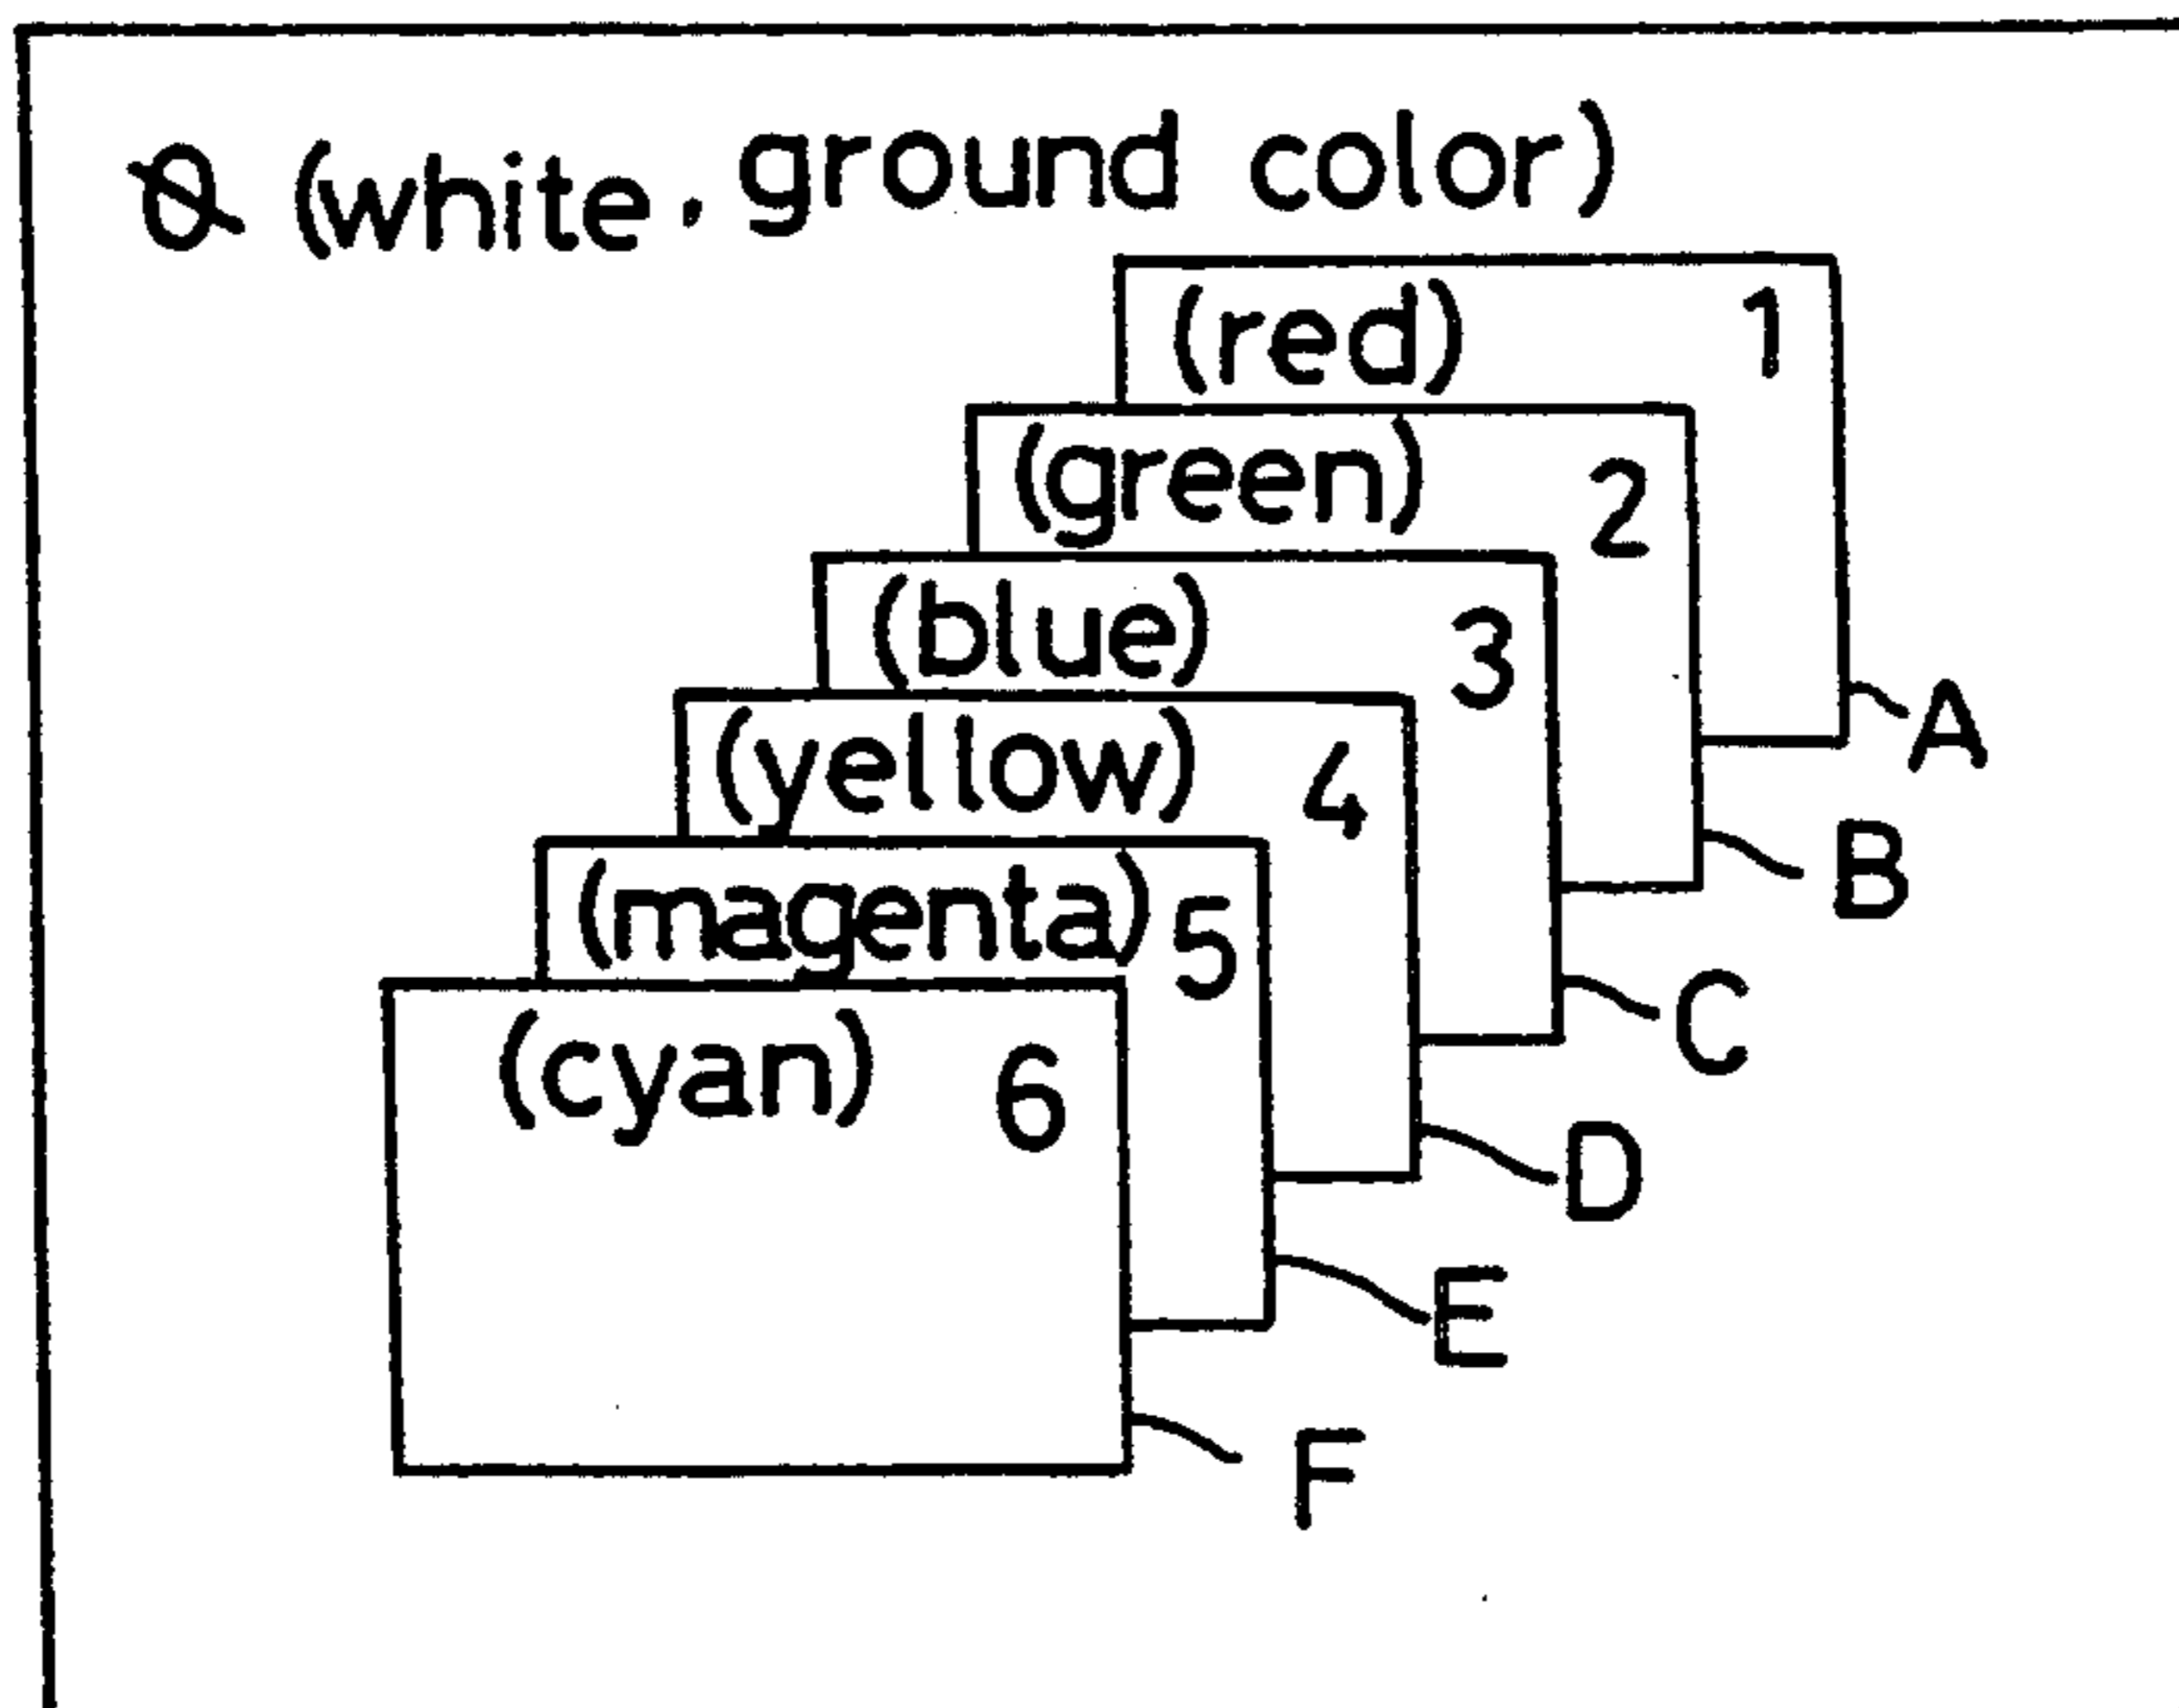 0 (white, ground color)
(red) 1
(green) 2
(blue) 3
A
(yellow) 4
B
(magenta) 5
C
(cyan) 6
D
E
F